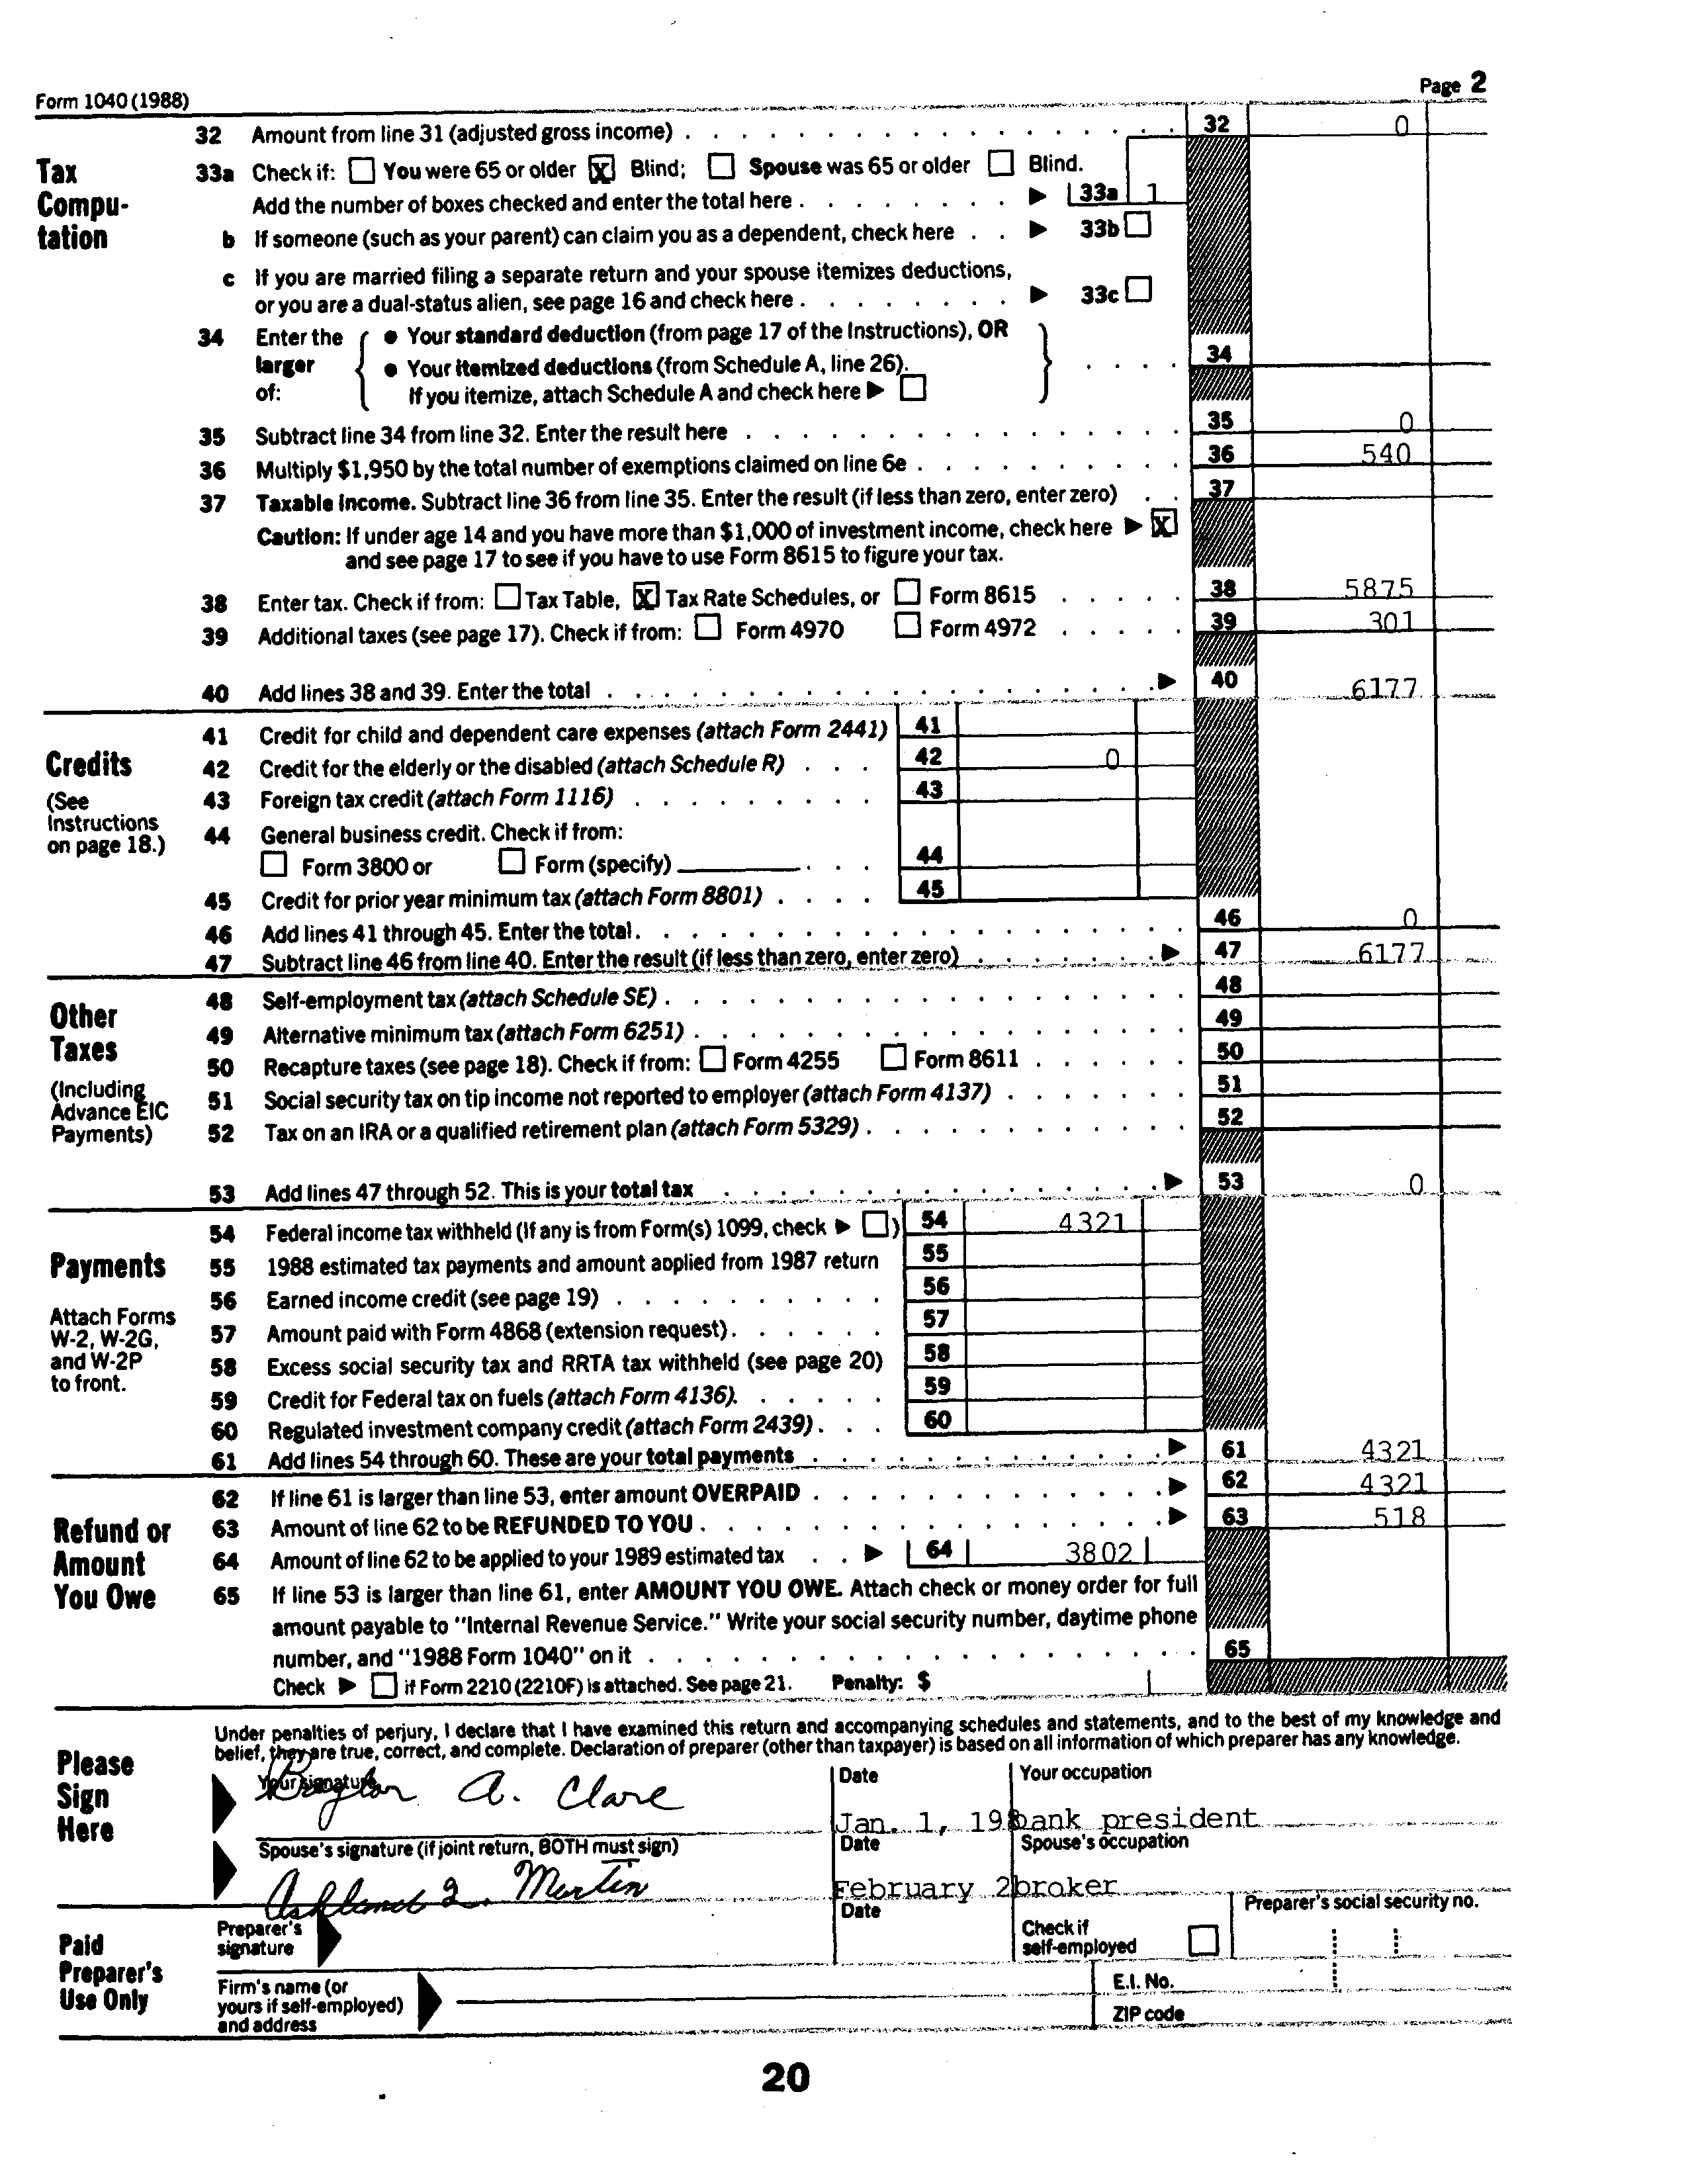 Form 1040 (1988)
Page 2
32 Amount from line 31 (adjusted gross income) . . . 32 0
Tax Compu-tation
33a Check if: You were 65 or older X Blind; Spouse was 65 or older Blind.
Add the number of boxes checked and enter the total here . . . 33a 1
b If someone (such as your parent) can claim you as a dependent, check here . . 33b
c If you are married filing a separate return and your spouse itemizes deductions,
or you are a dual-status alien, see page 16 and check here . . . 33c
34 Enter the larger of:
• Your standard deduction (from page 17 of the Instructions), OR
• Your itemized deductions (from Schedule A, line 26).
If you itemize, attach Schedule A and check here
34
35 Subtract line 34 from line 32. Enter the result here . . . 35 0
36 Multiply $1,950 by the total number of exemptions claimed on line 6e . . . 36 540
37 Taxable income. Subtract line 36 from line 35. Enter the result (if less than zero, enter zero) . . 37
Caution: If under age 14 and you have more than $1,000 of investment income, check here X
and see page 17 to see if you have to use Form 8615 to figure your tax.
38 Enter tax. Check if from: Tax Table, X Tax Rate Schedules, or Form 8615 . . . 38 5875
39 Additional taxes (see page 17). Check if from: Form 4970 Form 4972 . . . 39 301
40 Add lines 38 and 39. Enter the total . . . 40 6177
Credits
(See Instructions on page 18.)
41 Credit for child and dependent care expenses (attach Form 2441) 41
42 Credit for the elderly or the disabled (attach Schedule R) . . . 42 0
43 Foreign tax credit (attach Form 1116) . . . 43
44 General business credit. Check if from:
Form 3800 or Form (specify) . . . 44
45 Credit for prior year minimum tax (attach Form 8801) . . . 45
46 Add lines 41 through 45. Enter the total . . . 46 0
47 Subtract line 46 from line 40. Enter the result (if less than zero, enter zero) . . . 47 6177
Other Taxes
(Including Advance EIC Payments)
48 Self-employment tax (attach Schedule SE) . . . 48
49 Alternative minimum tax (attach Form 6251) . . . 49
50 Recapture taxes (see page 18). Check if from: Form 4255 Form 8611 . . . 50
51 Social security tax on tip income not reported to employer (attach Form 4137) . . . 51
52 Tax on an IRA or a qualified retirement plan (attach Form 5329) . . . 52
53 Add lines 47 through 52. This is your total tax . . . 53 0
Payments
Attach Forms W-2, W-2G, and W-2P to front.
54 Federal income tax withheld (If any is from Form(s) 1099, check ) 54 4321
55 1988 estimated tax payments and amount applied from 1987 return 55
56 Earned income credit (see page 19) . . . 56
57 Amount paid with Form 4868 (extension request) . . . 57
58 Excess social security tax and RRTA tax withheld (see page 20) 58
59 Credit for Federal tax on fuels (attach Form 4136). . . . 59
60 Regulated investment company credit (attach Form 2439) . . . 60
61 Add lines 54 through 60. These are your total payments . . . 61 4321
Refund or Amount You Owe
62 If line 61 is larger than line 53, enter amount OVERPAID . . . 62 4321
63 Amount of line 62 to be REFUNDED TO YOU . . . 63 518
64 Amount of line 62 to be applied to your 1989 estimated tax . . 64 3802
65 If line 53 is larger than line 61, enter AMOUNT YOU OWE. Attach check or money order for full
amount payable to "Internal Revenue Service." Write your social security number, daytime phone
number, and "1988 Form 1040" on it . . . 65
Check if Form 2210 (2210F) is attached. See page 21. Penalty: $
Please Sign Here
Under penalties of perjury, I declare that I have examined this return and accompanying schedules and statements, and to the best of my knowledge and
belief, they are true, correct, and complete. Declaration of preparer (other than taxpayer) is based on all information of which preparer has any knowledge.
Your signature Date Your occupation
A. Clare Jan. 1, 198 bank president
Spouse's signature (if joint return, BOTH must sign) Date Spouse's occupation
Martin February 2 broker
Paid Preparer's Use Only
Preparer's signature Date Check if self-employed Preparer's social security no.
Firm's name (or yours if self-employed) and address
E.I. No.
ZIP code
20